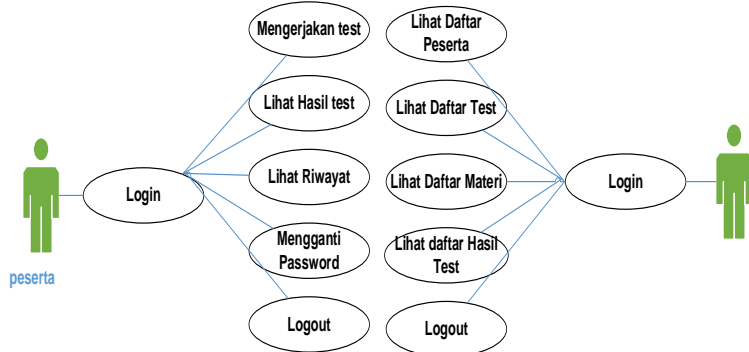 Mengerjakan test
Lihat Hasil test
Lihat Riwayat
Mengganti
Password
Logout
Login
peserta
Lihat Daftar
Peserta
Lihat Daftar Test
Lihat Daftar Materi
Lihat daftar Hasil
Test
Logout
Login